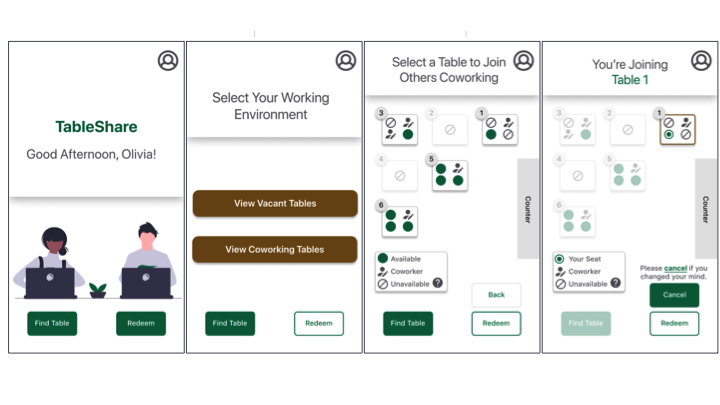 TableShare
Good Afternoon, Olivia!
Find Table
Redeem
Select Your Working
Environment
View Vacant Tables
View Coworking Tables
Find Table
Redeem
Select a Table to Join
Others Coworking
3
2
1
4
5
6
Counter
Available
Coworker
Unavailable ?
Back
Find Table
Redeem
You're Joining
Table 1
3
2
1
4
5
6
Counter
Your Seat
Coworker
Unavailable ?
Please cancel if you
changed your mind.
Cancel
Find Table
Redeem